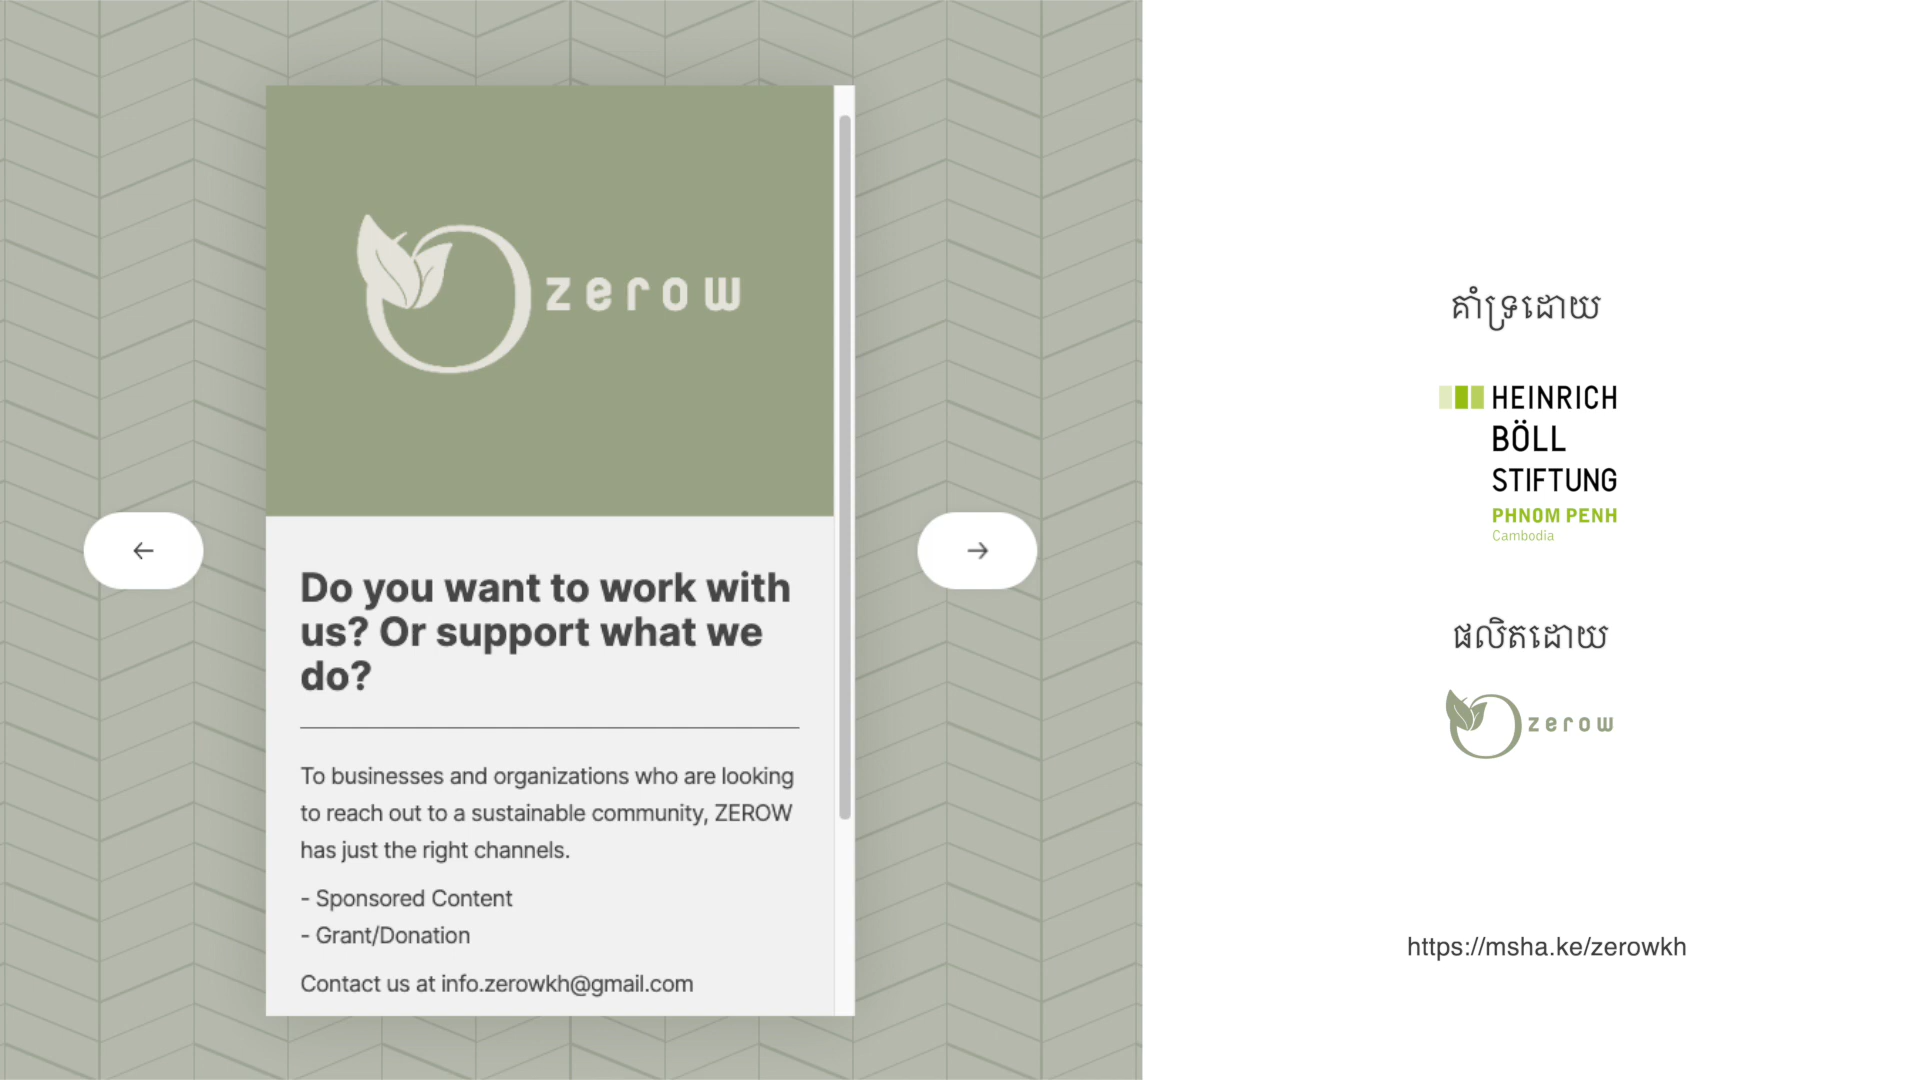 zerow
Do you want to work with
us? Or support what we
do?
To businesses and organizations who are looking
to reach out to a sustainable community, ZEROW
has just the right channels.
- Sponsored Content
- Grant/Donation
Contact us at info.zerowkh@gmail.com
គាំទ្រដោយ
HEINRICH
BÖLL
STIFTUNG
PHNOM PENH
Cambodia
ផលិតដោយ
zerow
https://msha.ke/zerowkh